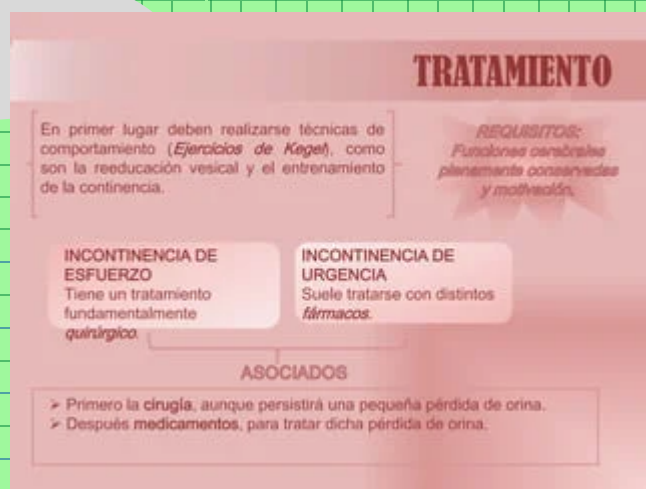 TRATAMIENTO
En primer lugar deben realizarse técnicas de
comportamiento (Ejercicios de Kegel), como
son la reeducación vesical y el entrenamiento
de la continencia.
REQUISITOS:
Funciones cerebrales
plenamente conservadas
y motivación.
INCONTINENCIA DE
ESFUERZO
Tiene un tratamiento
fundamentalmente
quirúrgico.
INCONTINENCIA DE
URGENCIA
Suele tratarse con distintos
fármacos.
ASOCIADOS
➢ Primero la cirugía, aunque persistirá una pequeña pérdida de orina.
➢ Después medicamentos, para tratar dicha pérdida de orina.